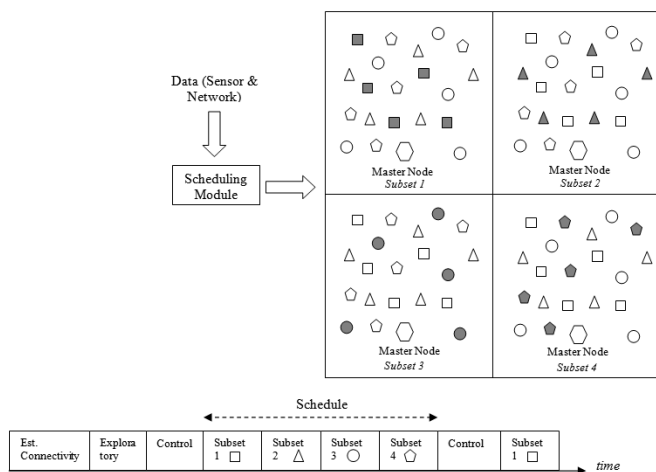 Data (Sensor &
Network)
Scheduling
Module
Master Node
Subset 1
Master Node
Subset 2
Master Node
Subset 3
Master Node
Subset 4
Schedule
Est.
Connectivity
Explora
tory
Control
Subset
1
Subset
2
Subset
3
Subset
4
Control
Subset
1
time